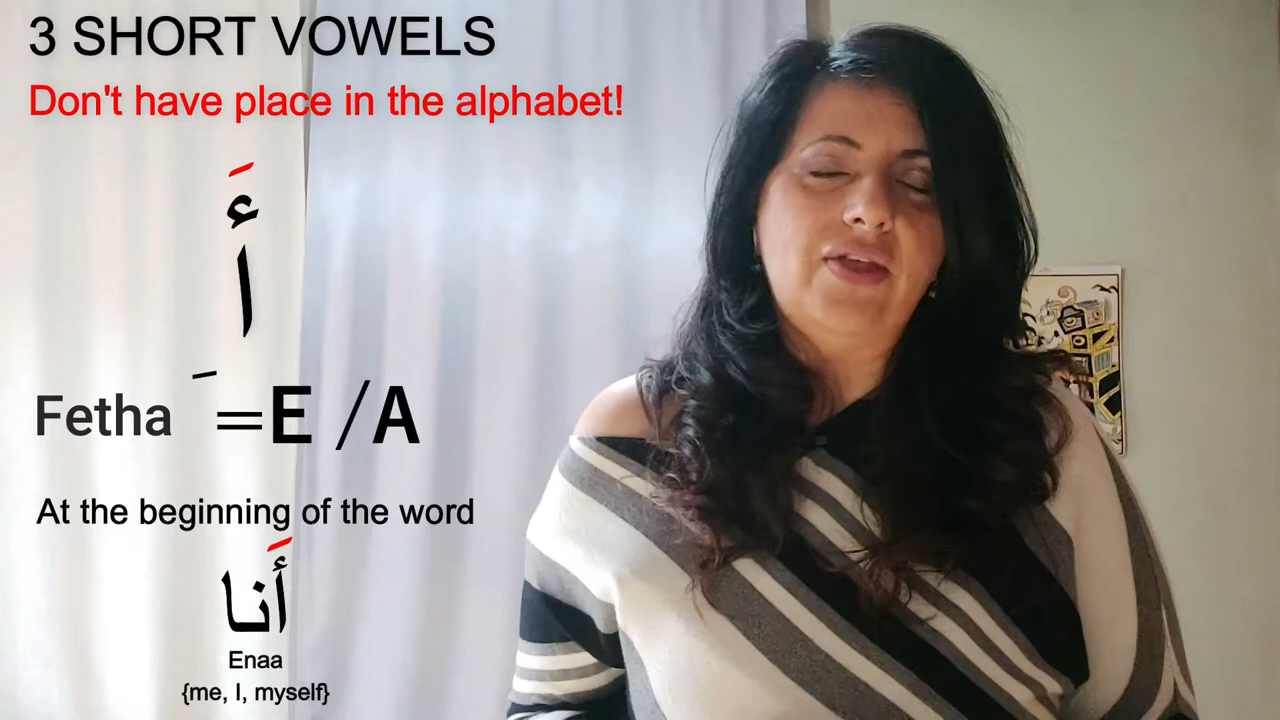 3 SHORT VOWELS
Don't have place in the alphabet!
أَ
Fetha  َ =E /A
At the beginning of the word
أَنا
Enaa
{me, I, myself}